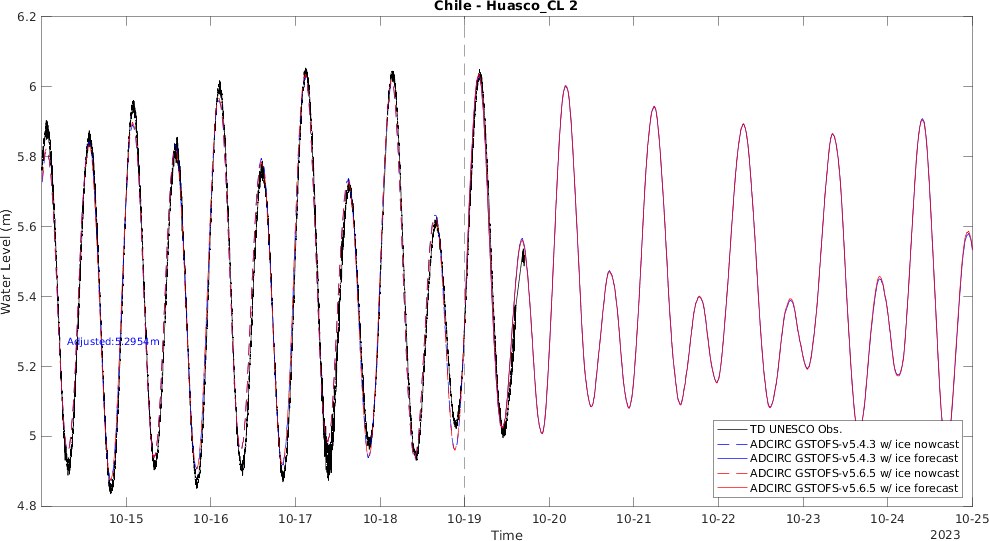 Chile - Huasco_CL 2
6.2
6
5.8
5.6
5.4
5.2
5
4.8
Water Level (m)
Adjusted:5.2954m
TD UNESCO Obs.
ADCIRC GSTOFS-v5.4.3 w/ ice nowcast
ADCIRC GSTOFS-v5.4.3 w/ ice forecast
ADCIRC GSTOFS-v5.6.5 w/ ice nowcast
ADCIRC GSTOFS-v5.6.5 w/ ice forecast
10-15 10-16 10-17 10-18 10-19 10-20 10-21 10-22 10-23 10-24 10-25
Time
2023